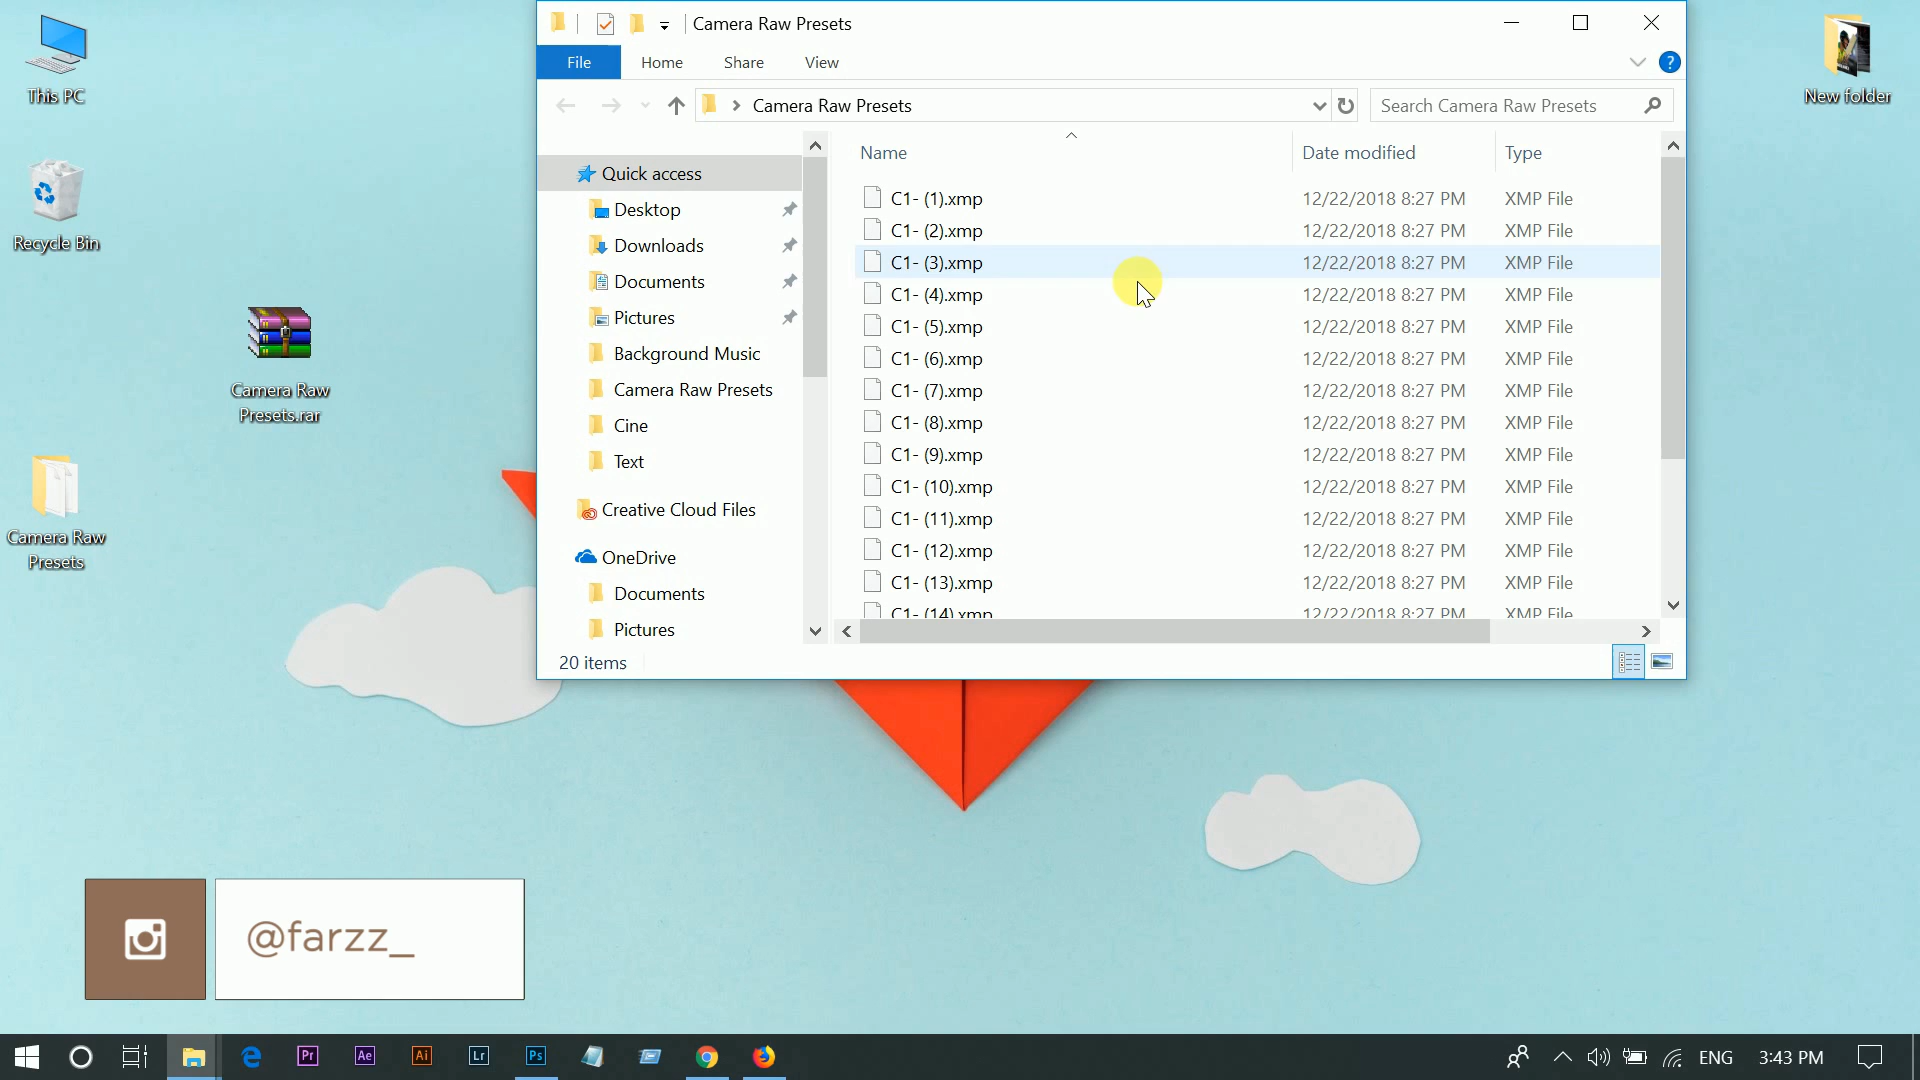 This PC
Recycle Bin
Camera Raw
Presets.rar
Camera Raw
Presets
New folder
Camera Raw Presets
File
Home
Share
View
?
Camera Raw Presets
Search Camera Raw Presets
Quick access
Desktop
Downloads
Documents
Pictures
Background Music
Camera Raw Presets
Cine
Text
Creative Cloud Files
OneDrive
Documents
Pictures
Name Date modified Type
C1- (1).xmp 12/22/2018 8:27 PM XMP File
C1- (2).xmp 12/22/2018 8:27 PM XMP File
C1- (3).xmp 12/22/2018 8:27 PM XMP File
C1- (4).xmp 12/22/2018 8:27 PM XMP File
C1- (5).xmp 12/22/2018 8:27 PM XMP File
C1- (6).xmp 12/22/2018 8:27 PM XMP File
C1- (7).xmp 12/22/2018 8:27 PM XMP File
C1- (8).xmp 12/22/2018 8:27 PM XMP File
C1- (9).xmp 12/22/2018 8:27 PM XMP File
C1- (10).xmp 12/22/2018 8:27 PM XMP File
C1- (11).xmp 12/22/2018 8:27 PM XMP File
C1- (12).xmp 12/22/2018 8:27 PM XMP File
C1- (13).xmp 12/22/2018 8:27 PM XMP File
C1- (14).xmp 12/22/2018 8:27 PM XMP File
20 items
@farzz_
Pr
Ae
Ai
Lr
Ps
ENG
3:43 PM